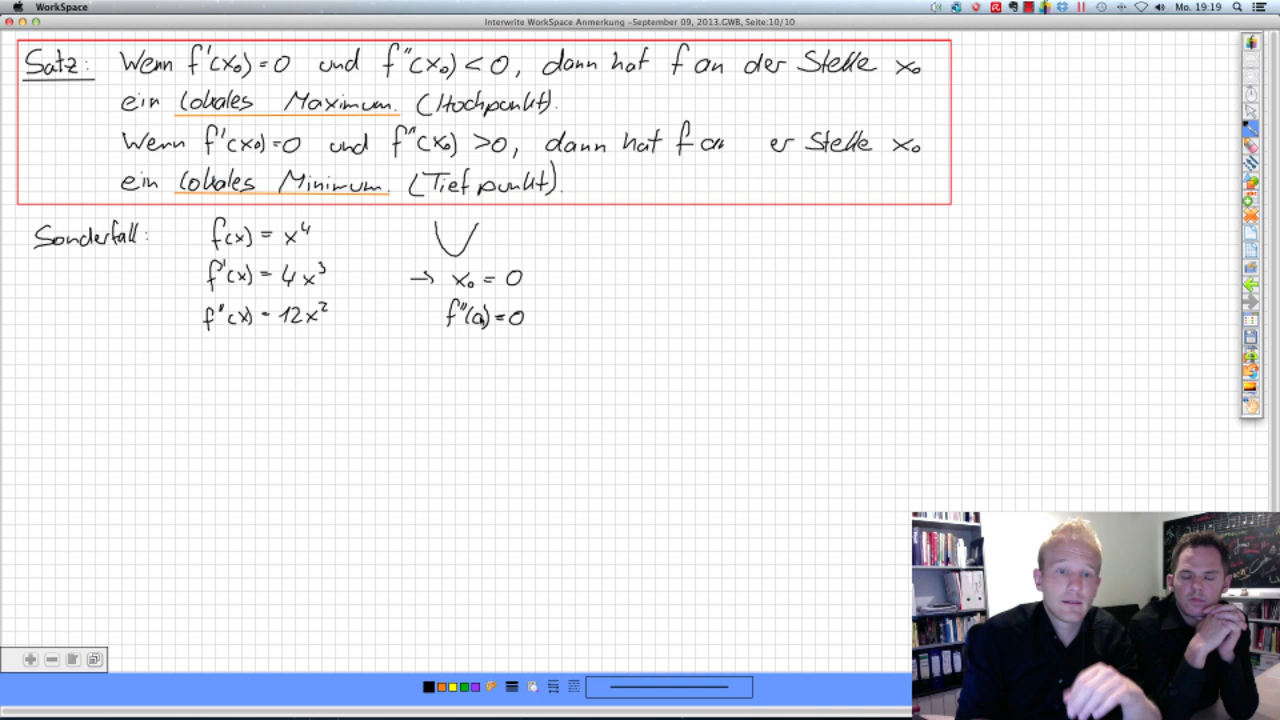 WorkSpace
Mo. 19:19
Interwrite WorkSpace Anmerkung -September 09, 2013.GWB, Seite:10/10
Satz: Wenn f'(x₀)=0 und f''(x₀)<0, dann hat f an der Stelle x₀
ein lokales Maximum. (Hochpunkt).
Wenn f'(x₀)=0 und f''(x₀)>0, dann hat f an er Stelle x₀
ein lokales Minimum. (Tiefpunkt).
Sonderfall: f(x) = x⁴
f'(x) = 4x³ → x₀ = 0
f''(x) = 12x² f''(0)=0